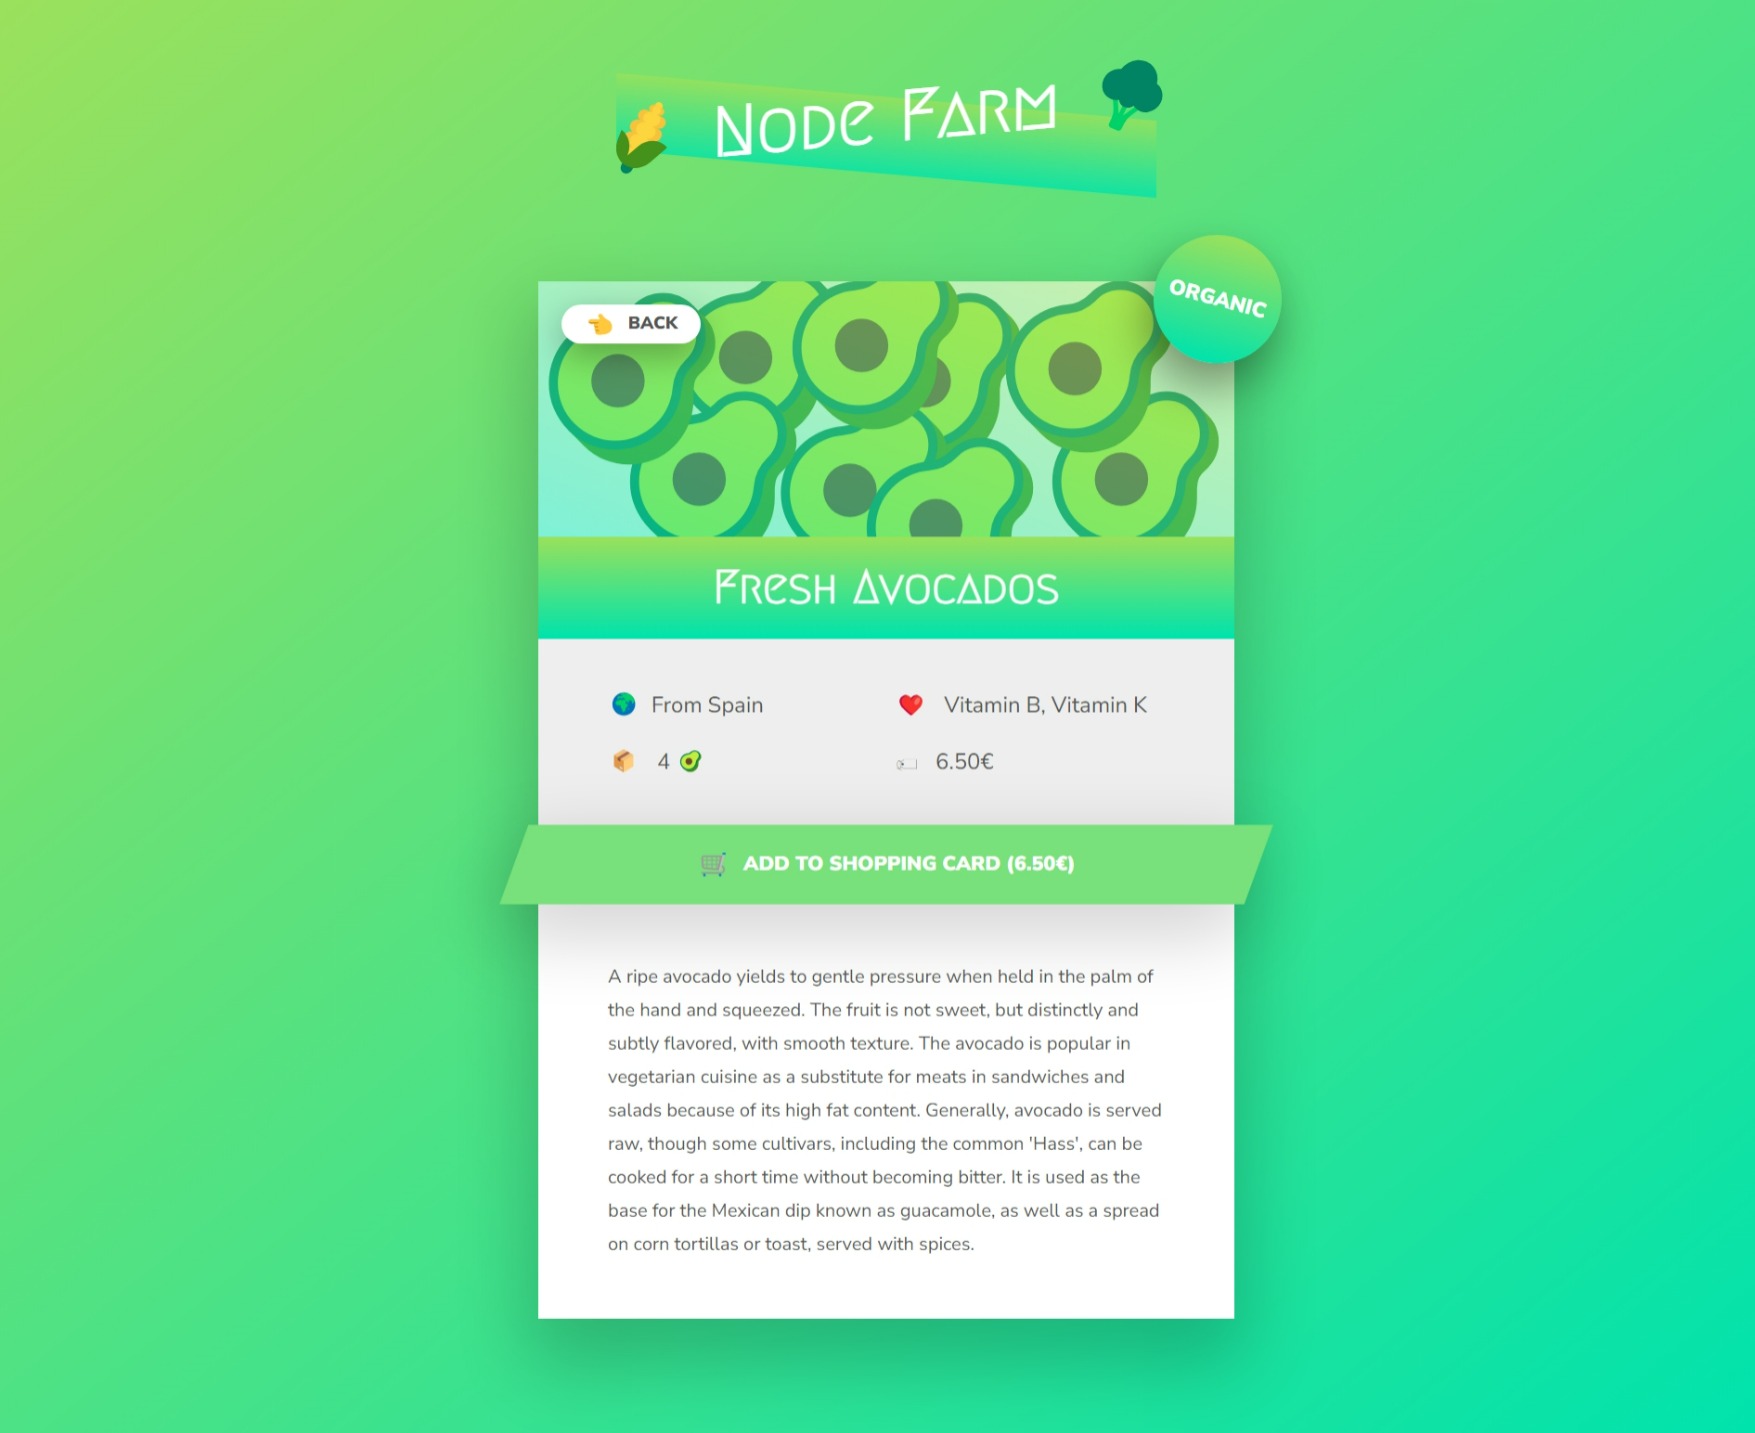 Node Farm
ORGANIC
BACK
Fresh Avocados
From Spain
Vitamin B, Vitamin K
4
6.50€
ADD TO SHOPPING CARD (6.50€)
A ripe avocado yields to gentle pressure when held in the palm of
the hand and squeezed. The fruit is not sweet, but distinctly and
subtly flavored, with smooth texture. The avocado is popular in
vegetarian cuisine as a substitute for meats in sandwiches and
salads because of its high fat content. Generally, avocado is served
raw, though some cultivars, including the common 'Hass', can be
cooked for a short time without becoming bitter. It is used as the
base for the Mexican dip known as guacamole, as well as a spread
on corn tortillas or toast, served with spices.